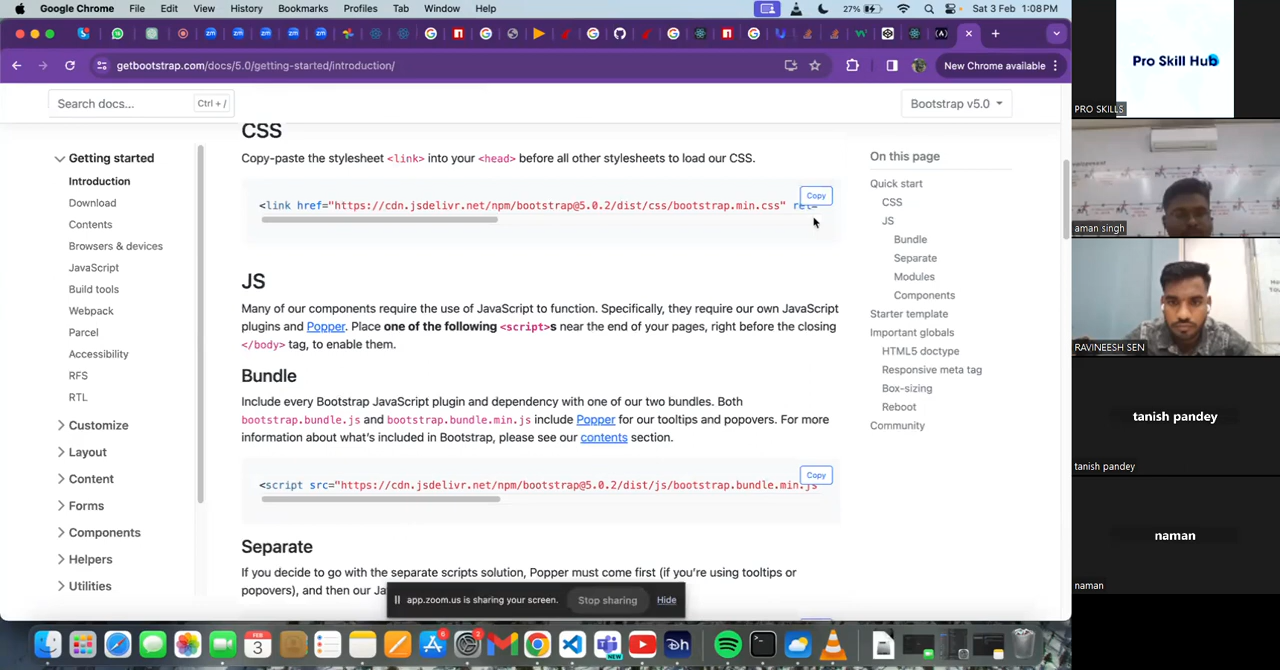 Google Chrome File Edit View History Bookmarks Profiles Tab Window Help 27% Sat 3 Feb 1:08 PM
getbootstrap.com/docs/5.0/getting-started/introduction/ New Chrome available
Search docs... Ctrl + / Bootstrap v5.0
Getting started
Introduction
Download
Contents
Browsers & devices
JavaScript
Build tools
Webpack
Parcel
Accessibility
RFS
RTL
Customize
Layout
Content
Forms
Components
Helpers
Utilities
CSS
Copy-paste the stylesheet <link> into your <head> before all other stylesheets to load our CSS.
Copy
<link href="https://cdn.jsdelivr.net/npm/bootstrap@5.0.2/dist/css/bootstrap.min.css" rel=
JS
Many of our components require the use of JavaScript to function. Specifically, they require our own JavaScript
plugins and Popper. Place one of the following <script>s near the end of your pages, right before the closing
</body> tag, to enable them.
Bundle
Include every Bootstrap JavaScript plugin and dependency with one of our two bundles. Both
bootstrap.bundle.js and bootstrap.bundle.min.js include Popper for our tooltips and popovers. For more
information about what's included in Bootstrap, please see our contents section.
Copy
<script src="https://cdn.jsdelivr.net/npm/bootstrap@5.0.2/dist/js/bootstrap.bundle.min.js
Separate
If you decide to go with the separate scripts solution, Popper must come first (if you're using tooltips or
popovers), and then our
app.zoom.us is sharing your screen. Stop sharing Hide
On this page
Quick start
CSS
JS
Bundle
Separate
Modules
Components
Starter template
Important globals
HTML5 doctype
Responsive meta tag
Box-sizing
Reboot
Community
Pro Skill Hub
PRO SKILLS
aman singh
RAVINEESH SEN
tanish pandey
tanish pandey
naman
naman
FEB
3